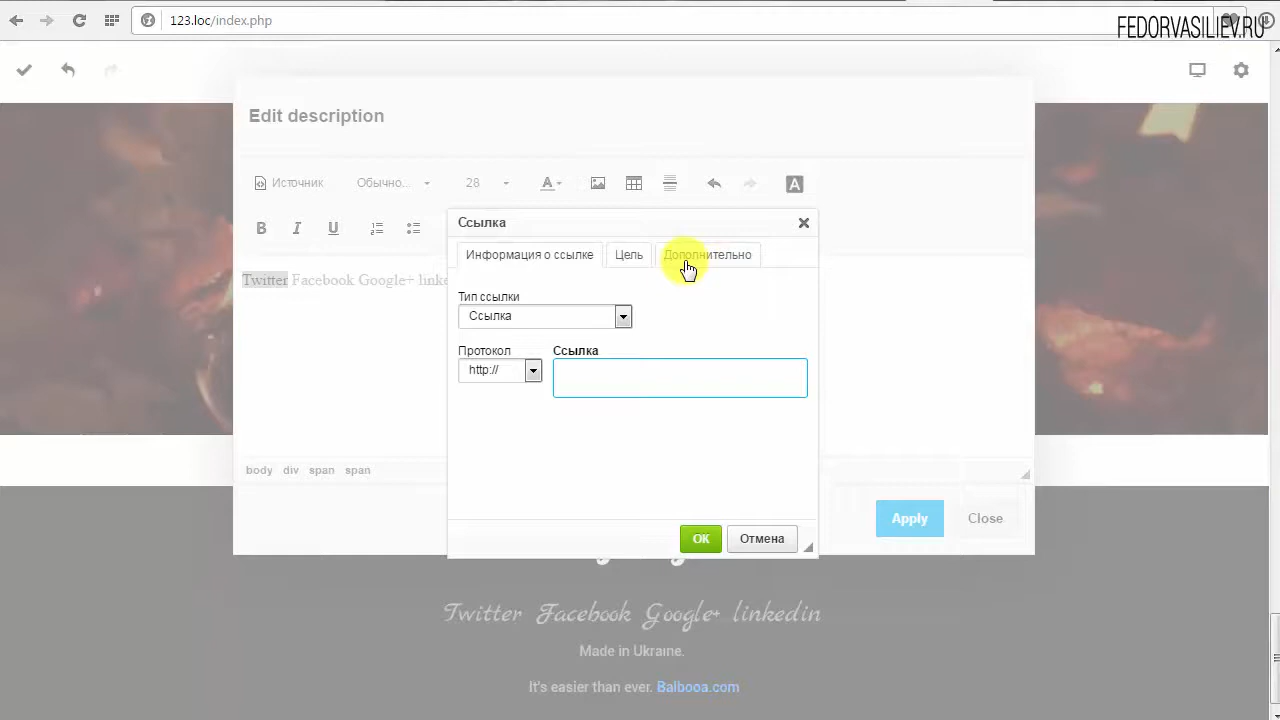 123.loc/index.php
FEDORVASILIEV.RU
Edit description
Источник Обычно... 28 A A
B I U
Ссылка
Информация о ссылке Цель Дополнительно
Twitter Facebook Google+ linke
Тип ссылки
Ссылка
Протокол Ссылка
http://
body div span span
Apply Close
ОК Отмена
Twitter Facebook Google+ linkedin
Made in Ukraine.
It's easier than ever. Balbooa.com